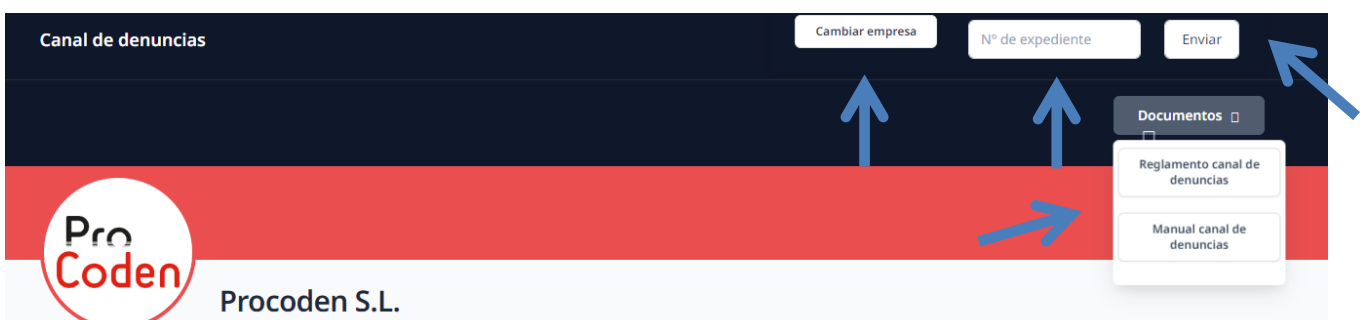 Canal de denuncias
Cambiar empresa
Nº de expediente
Enviar
Documentos
Reglamento canal de
denuncias
Manual canal de
denuncias
Pro
Coden
Procoden S.L.